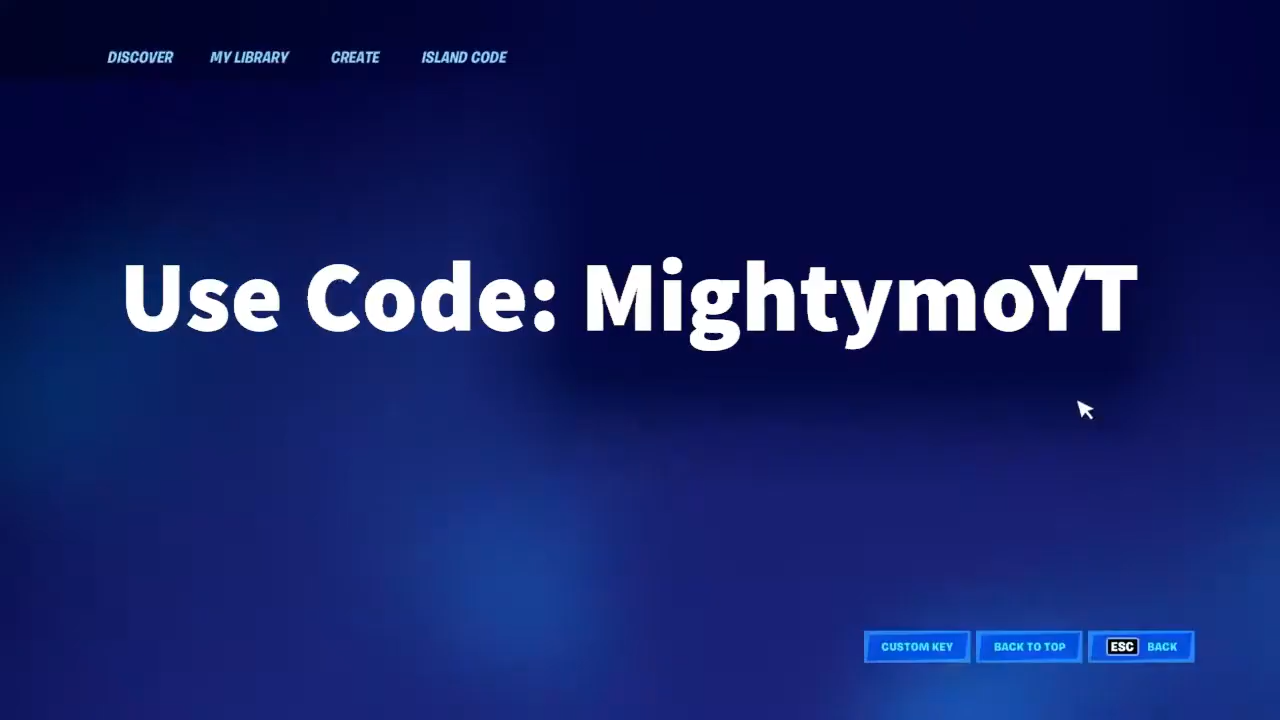 DISCOVER MY LIBRARY CREATE ISLAND CODE
Use Code: MightymoYT
CUSTOM KEY BACK TO TOP ESC BACK